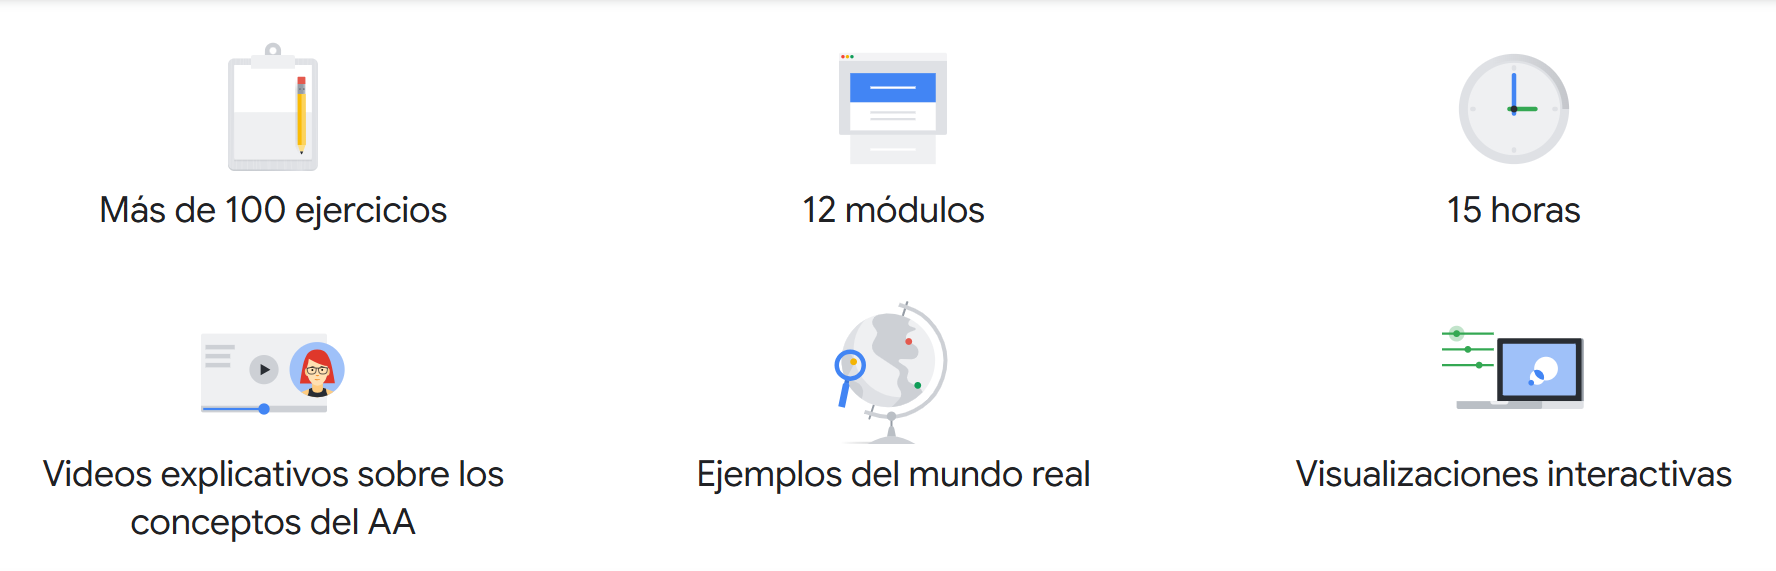 Más de 100 ejercicios
12 módulos
15 horas
Videos explicativos sobre los
conceptos del AA
Ejemplos del mundo real
Visualizaciones interactivas